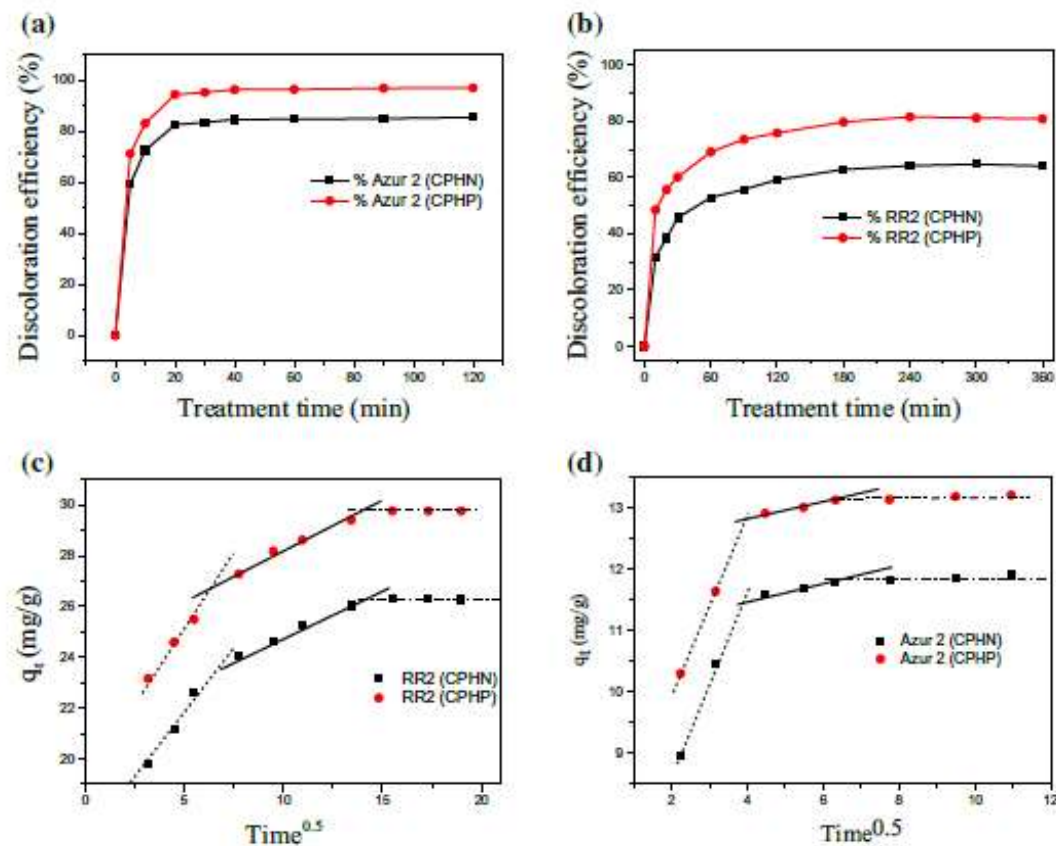 (a)
Discoloration efficiency (%)
100
80
60
40
20
0
% Azur 2 (CPHN)
% Azur 2 (CPHP)
0 20 40 60 80 100 120
Treatment time (min)
(b)
Discoloration efficiency (%)
100
80
60
40
20
0
% RR2 (CPHN)
% RR2 (CPHP)
0 60 120 180 240 300 360
Treatment time (min)
(c)
qt (mg/g)
30
28
26
24
22
20
RR2 (CPHN)
RR2 (CPHP)
0 5 10 15 20
Time0.5
(d)
qt (mg/g)
13
12
11
10
9
Azur 2 (CPHN)
Azur 2 (CPHP)
2 4 6 8 10 12
Time0.5